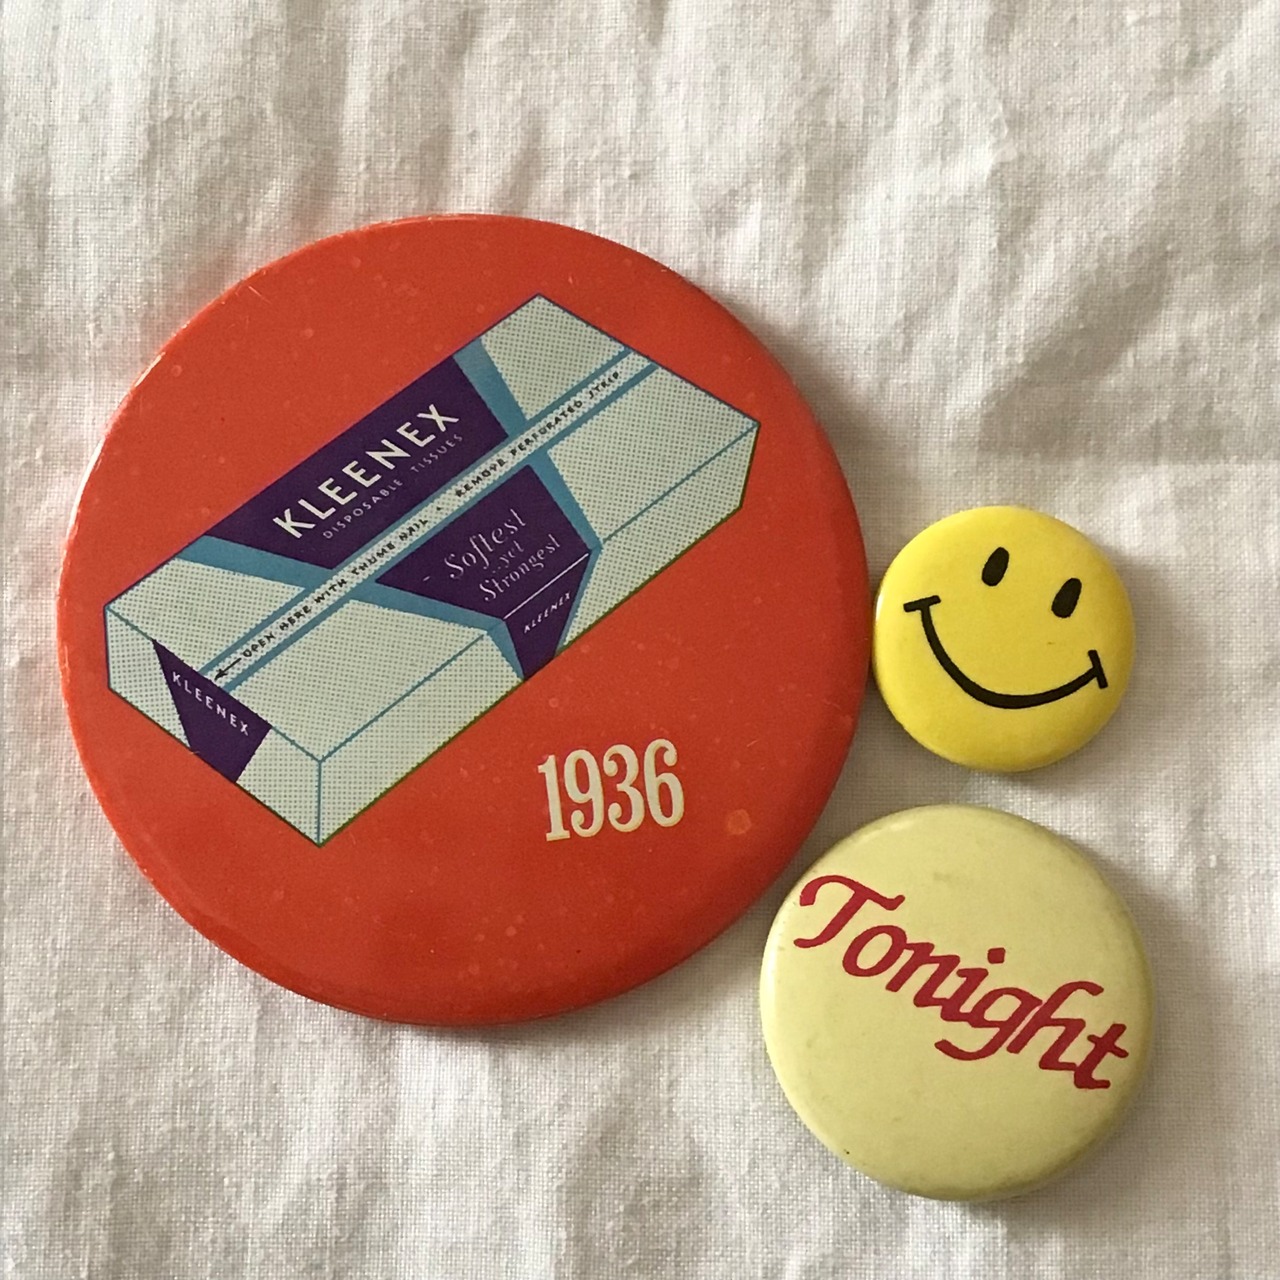 KLEENEX
DISPOSABLE TISSUES
← OPEN HERE WITH THUMB NAIL • REMOVE PERFORATED STRIP
Softest
...yet
Strongest
KLEENEX
KLEENEX
1936
Tonight